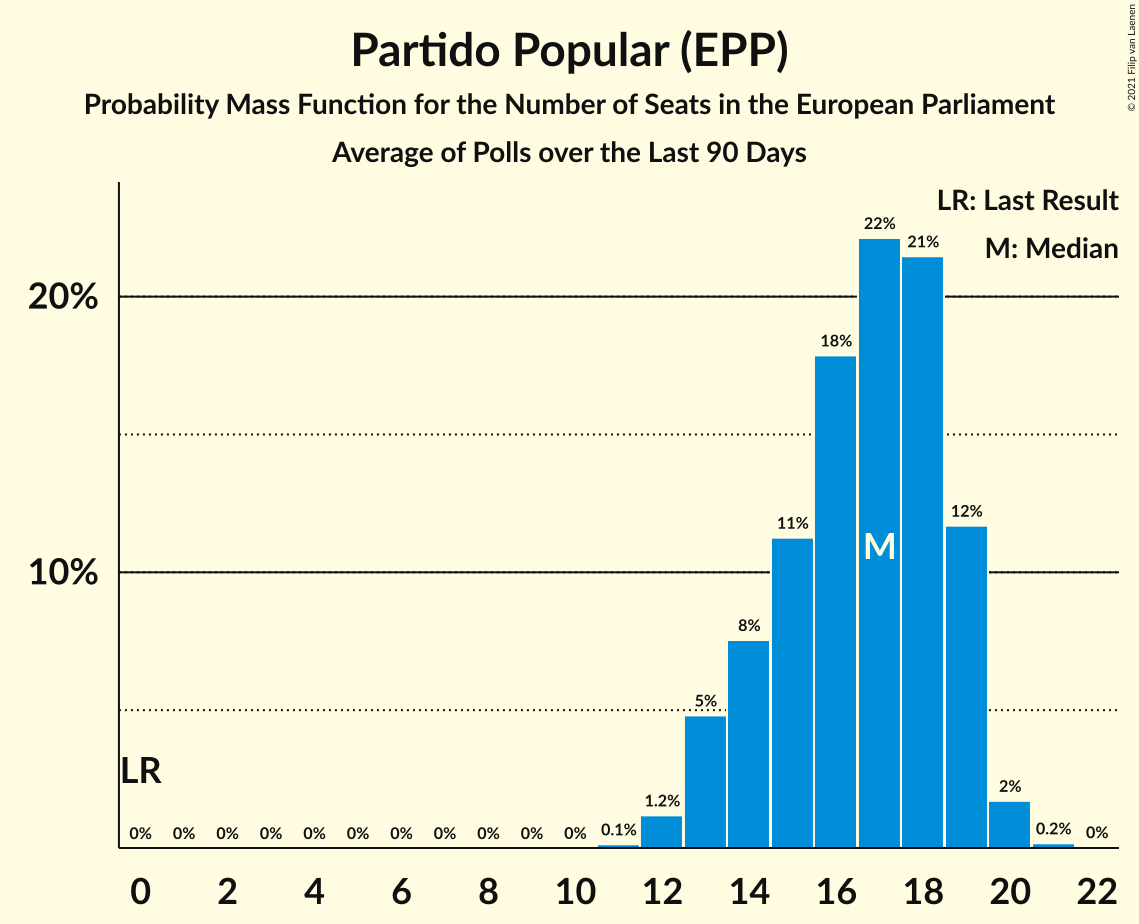 Partido Popular (EPP)
Probability Mass Function for the Number of Seats in the European Parliament
Average of Polls over the Last 90 Days
© 2021 Filip van Laenen
LR: Last Result
M: Median
22%
21%
20%
18%
12%
11%
M
10%
8%
5%
LR
1.2%
2%
0% 0% 0% 0% 0% 0% 0% 0% 0% 0% 0% 0.1% 0.2% 0%
0 2 4 6 8 10 12 14 16 18 20 22